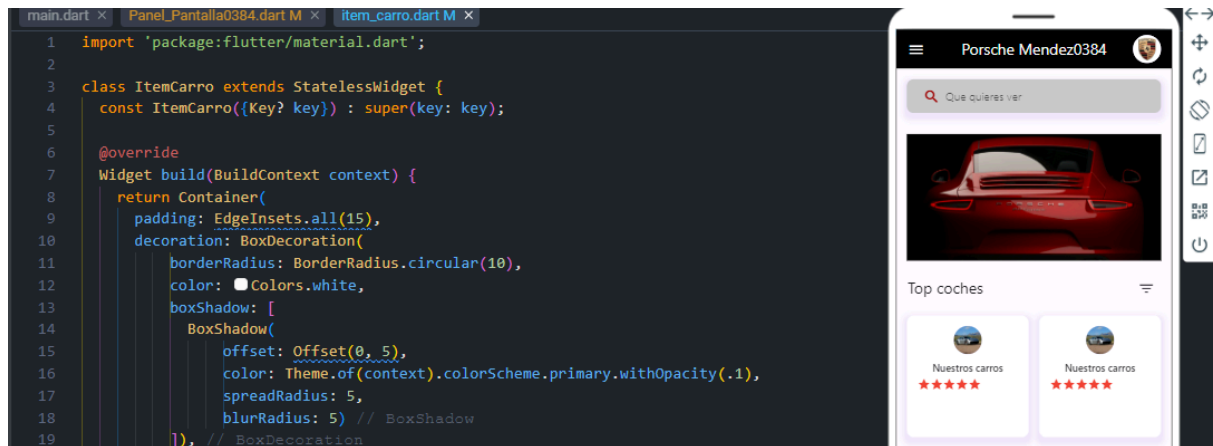 main.dart × Panel_Pantalla0384.dart M × item_carro.dart M ×
1 import 'package:flutter/material.dart';
2
3 class ItemCarro extends StatelessWidget {
4 const ItemCarro({Key? key}) : super(key: key);
5
6 @override
7 Widget build(BuildContext context) {
8 return Container(
9 padding: EdgeInsets.all(15),
10 decoration: BoxDecoration(
11 borderRadius: BorderRadius.circular(10),
12 color: Colors.white,
13 boxShadow: [
14 BoxShadow(
15 offset: Offset(0, 5),
16 color: Theme.of(context).colorScheme.primary.withOpacity(.1),
17 spreadRadius: 5,
18 blurRadius: 5) // BoxShadow
19 ]), // BoxDecoration
Porsche Mendez0384
Que quieres ver
PORSCHE
Top coches
Nuestros carros
Nuestros carros